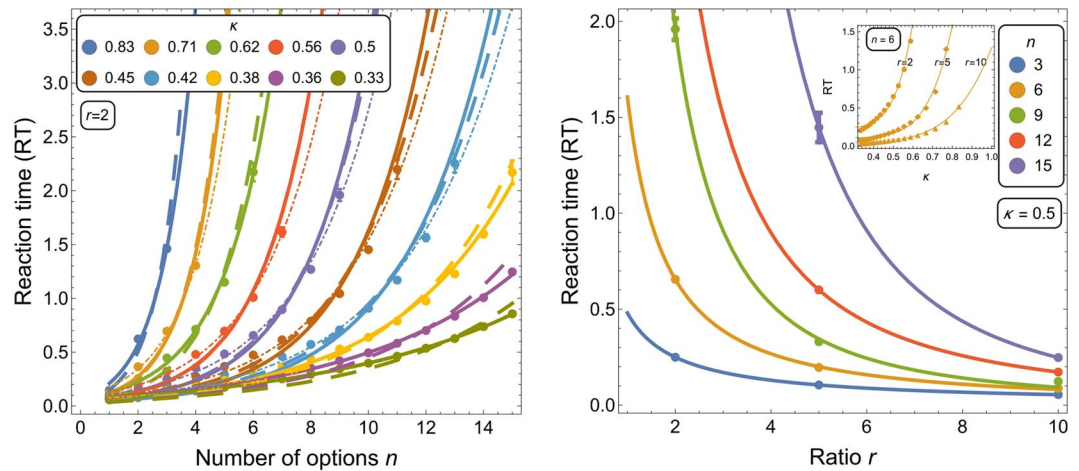 3.5
3.0
2.5
2.0
1.5
1.0
0.5
0.0
Reaction time (RT)
κ
0.83 0.71 0.62 0.56 0.5
0.45 0.42 0.38 0.36 0.33
r=2
0 2 4 6 8 10 12 14
Number of options n
2.0
1.5
1.0
0.5
0.0
Reaction time (RT)
1.5
1.0
0.5
0.0
RT
n = 6
r=2 r=5 r=10
0.4 0.5 0.6 0.7 0.8 0.9 1.0
κ
n
3
6
9
12
15
κ = 0.5
2 4 6 8 10
Ratio r